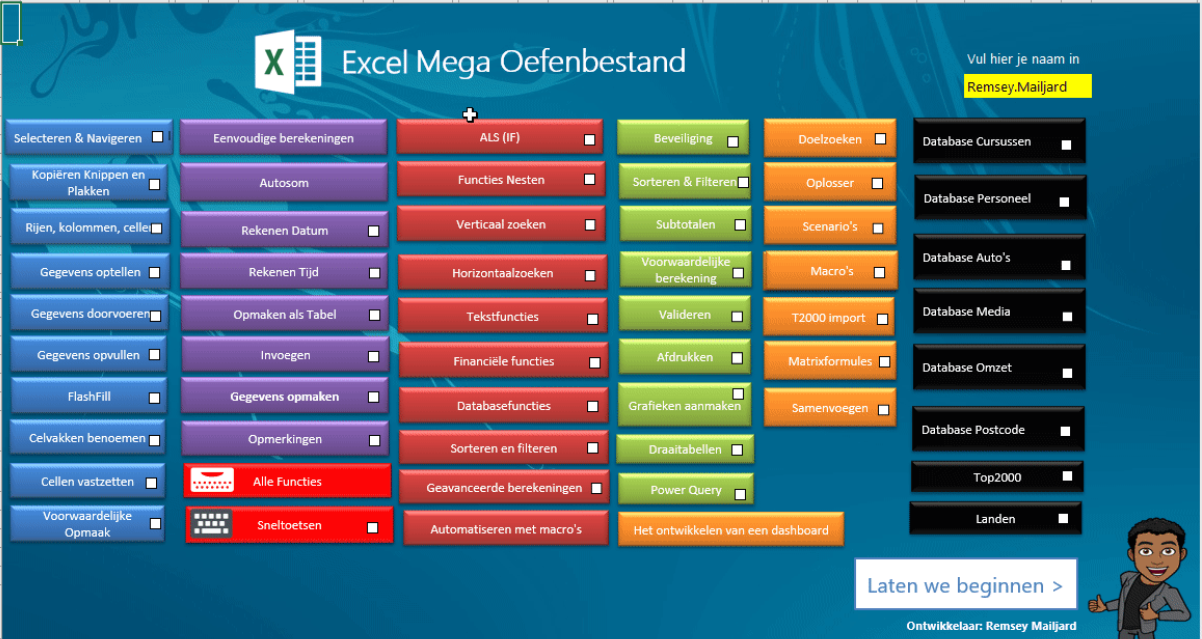 X
Excel Mega Oefenbestand
Vul hier je naam in
Remsey.Mailjard
Selecteren & Navigeren
Kopiëren Knippen en
Plakken
Rijen, kolommen, celle
Gegevens optellen
Gegevens doorvoeren
Gegevens opvullen
FlashFill
Celvakken benoemen
Cellen vastzetten
Voorwaardelijke
Opmaak
Eenvoudige berekeningen
Autosom
Rekenen Datum
Rekenen Tijd
Opmaken als Tabel
Invoegen
Gegevens opmaken
Opmerkingen
Alle Functies
Sneltoetsen
ALS (IF)
Functies Nesten
Verticaal zoeken
Horizontaalzoeken
Tekstfuncties
Financiële functies
Databasefuncties
Sorteren en filteren
Geavanceerde berekeningen
Automatiseren met macro's
Beveiliging
Sorteren & Filteren
Subtotalen
Voorwaardelijke
berekening
Valideren
Afdrukken
Grafieken aanmaken
Draaitabellen
Power Query
Het ontwikkelen van een dashboard
Doelzoeken
Oplosser
Scenario's
Macro's
T2000 import
Matrixformules
Samenvoegen
Database Cursussen
Database Personeel
Database Auto's
Database Media
Database Omzet
Database Postcode
Top2000
Landen
Laten we beginnen >
Ontwikkelaar: Remsey Mailjard